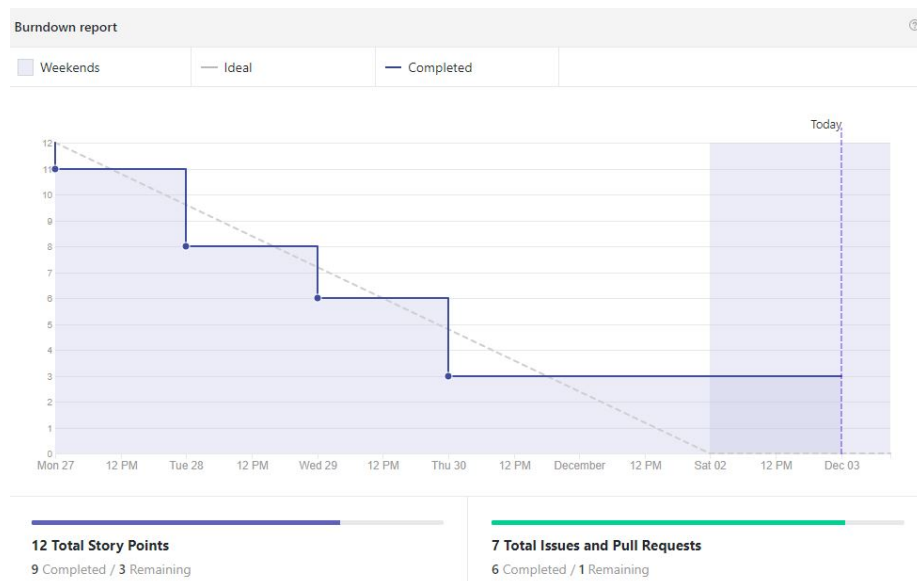 Burndown report
Weekends
Ideal
Completed
Today
12
11
10
9
8
7
6
5
4
3
2
1
0
Mon 27 12 PM Tue 28 12 PM Wed 29 12 PM Thu 30 12 PM December 12 PM Sat 02 12 PM Dec 03
12 Total Story Points
9 Completed / 3 Remaining
7 Total Issues and Pull Requests
6 Completed / 1 Remaining